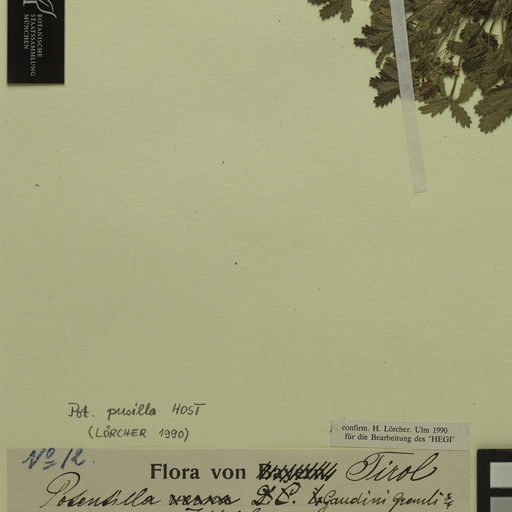 BOTANISCHE
STAATSSAMMLUNG
MÜNCHEN
Pot. pusilla HOST
(LÖRCHER 1990)
confirm. H. Lörcher, Ulm 1990
für die Bearbeitung des "HEGI"
No 12.
Flora von Tirol
Potentilla Gaudini Gremli